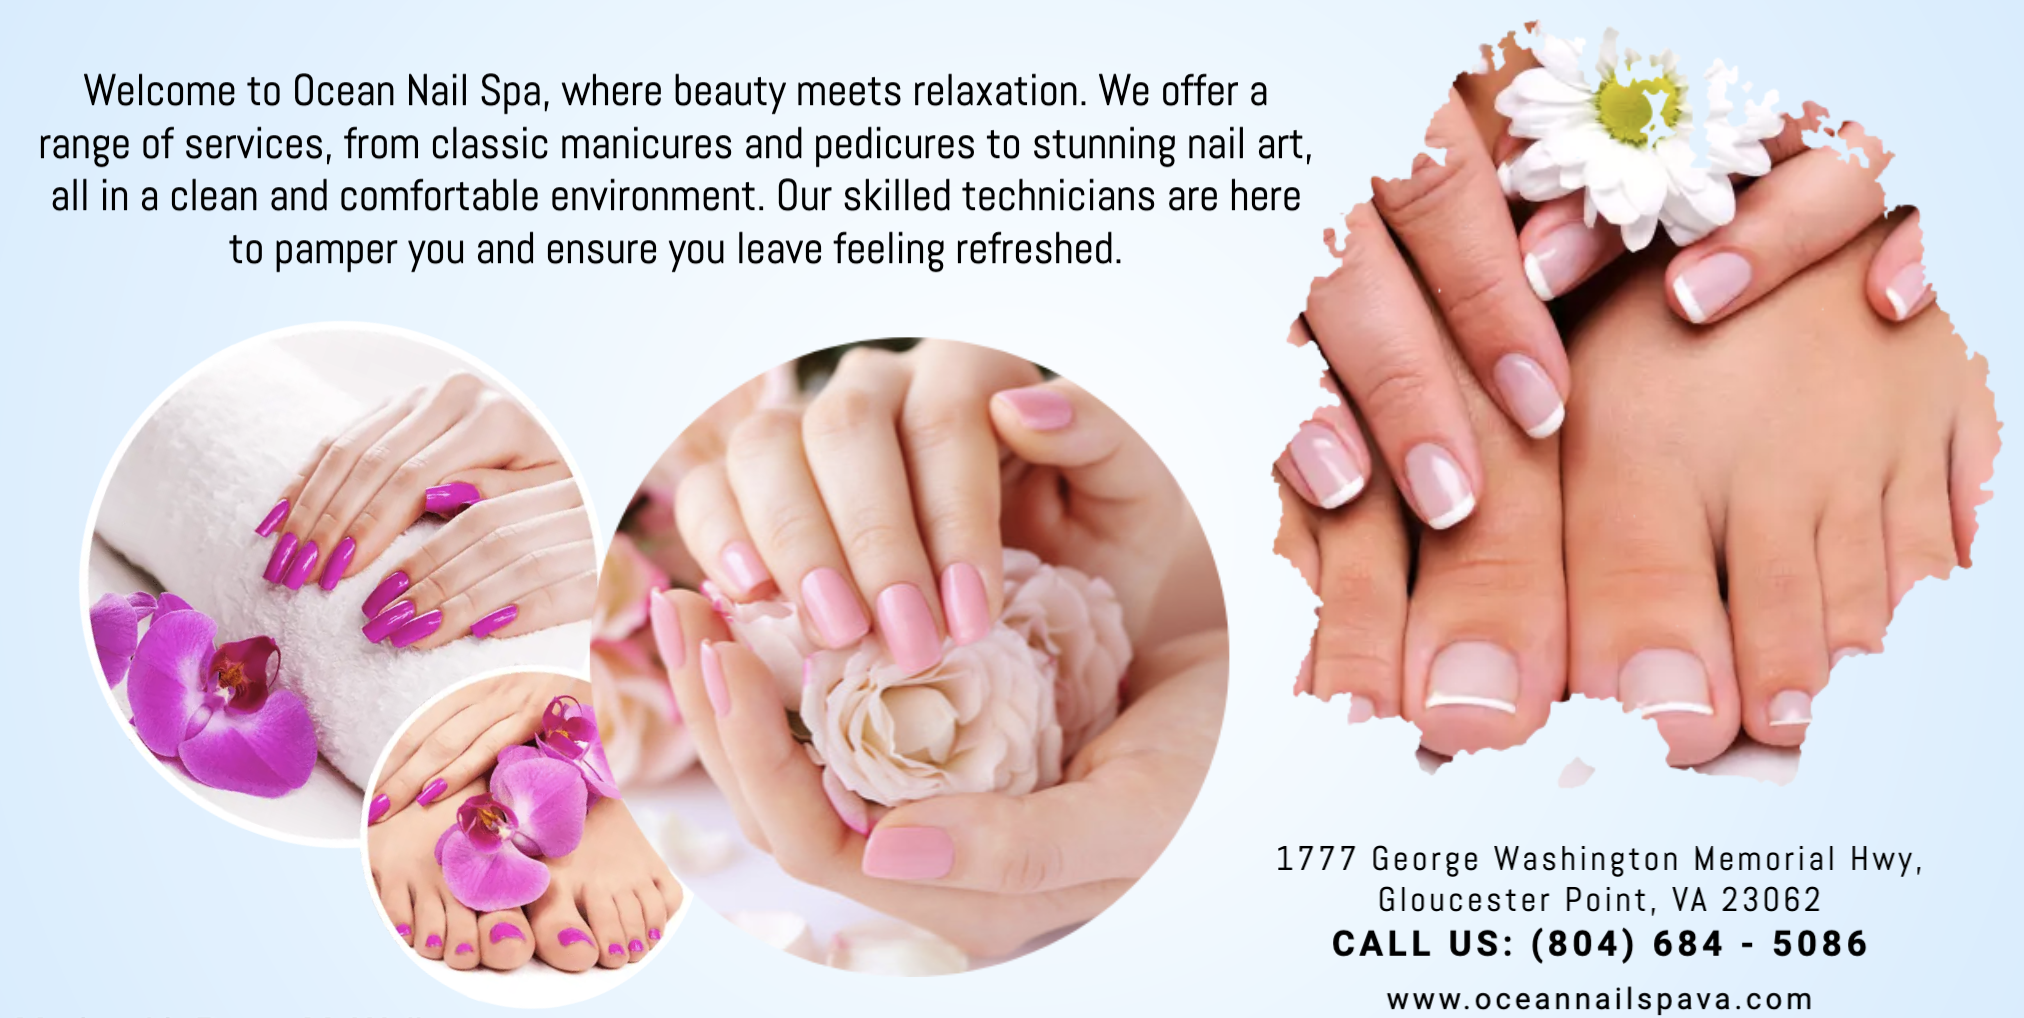 Welcome to Ocean Nail Spa, where beauty meets relaxation. We offer a
range of services, from classic manicures and pedicures to stunning nail art,
all in a clean and comfortable environment. Our skilled technicians are here
to pamper you and ensure you leave feeling refreshed.
1777 George Washington Memorial Hwy,
Gloucester Point, VA 23062
CALL US: (804) 684 - 5086
www.oceannailspava.com